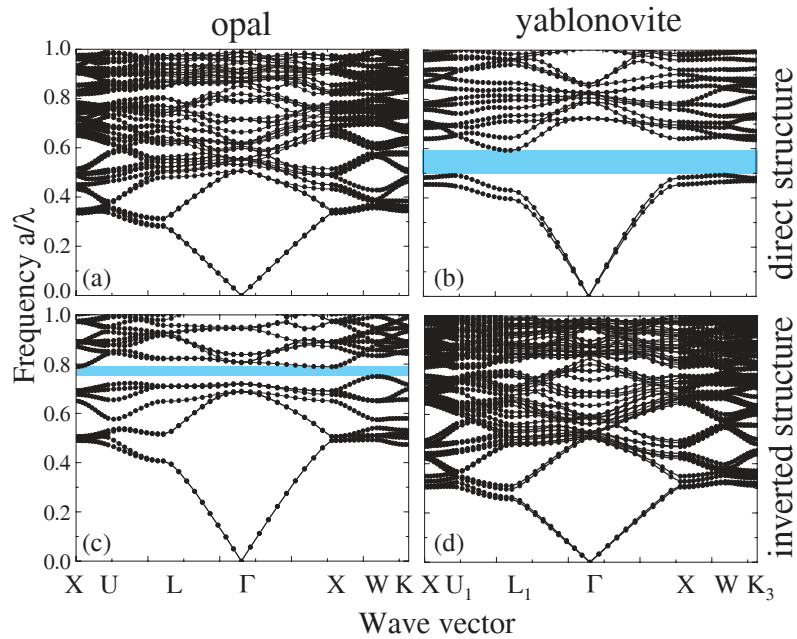 opal
yablonovite
Frequency a/λ
1.0
0.8
0.6
0.4
0.2
0.0
(a)
(b)
direct structure
1.0
0.8
0.6
0.4
0.2
0.0
(c)
(d)
inverted structure
X U L Γ X W K
X U₁ L₁ Γ X W K₃
Wave vector